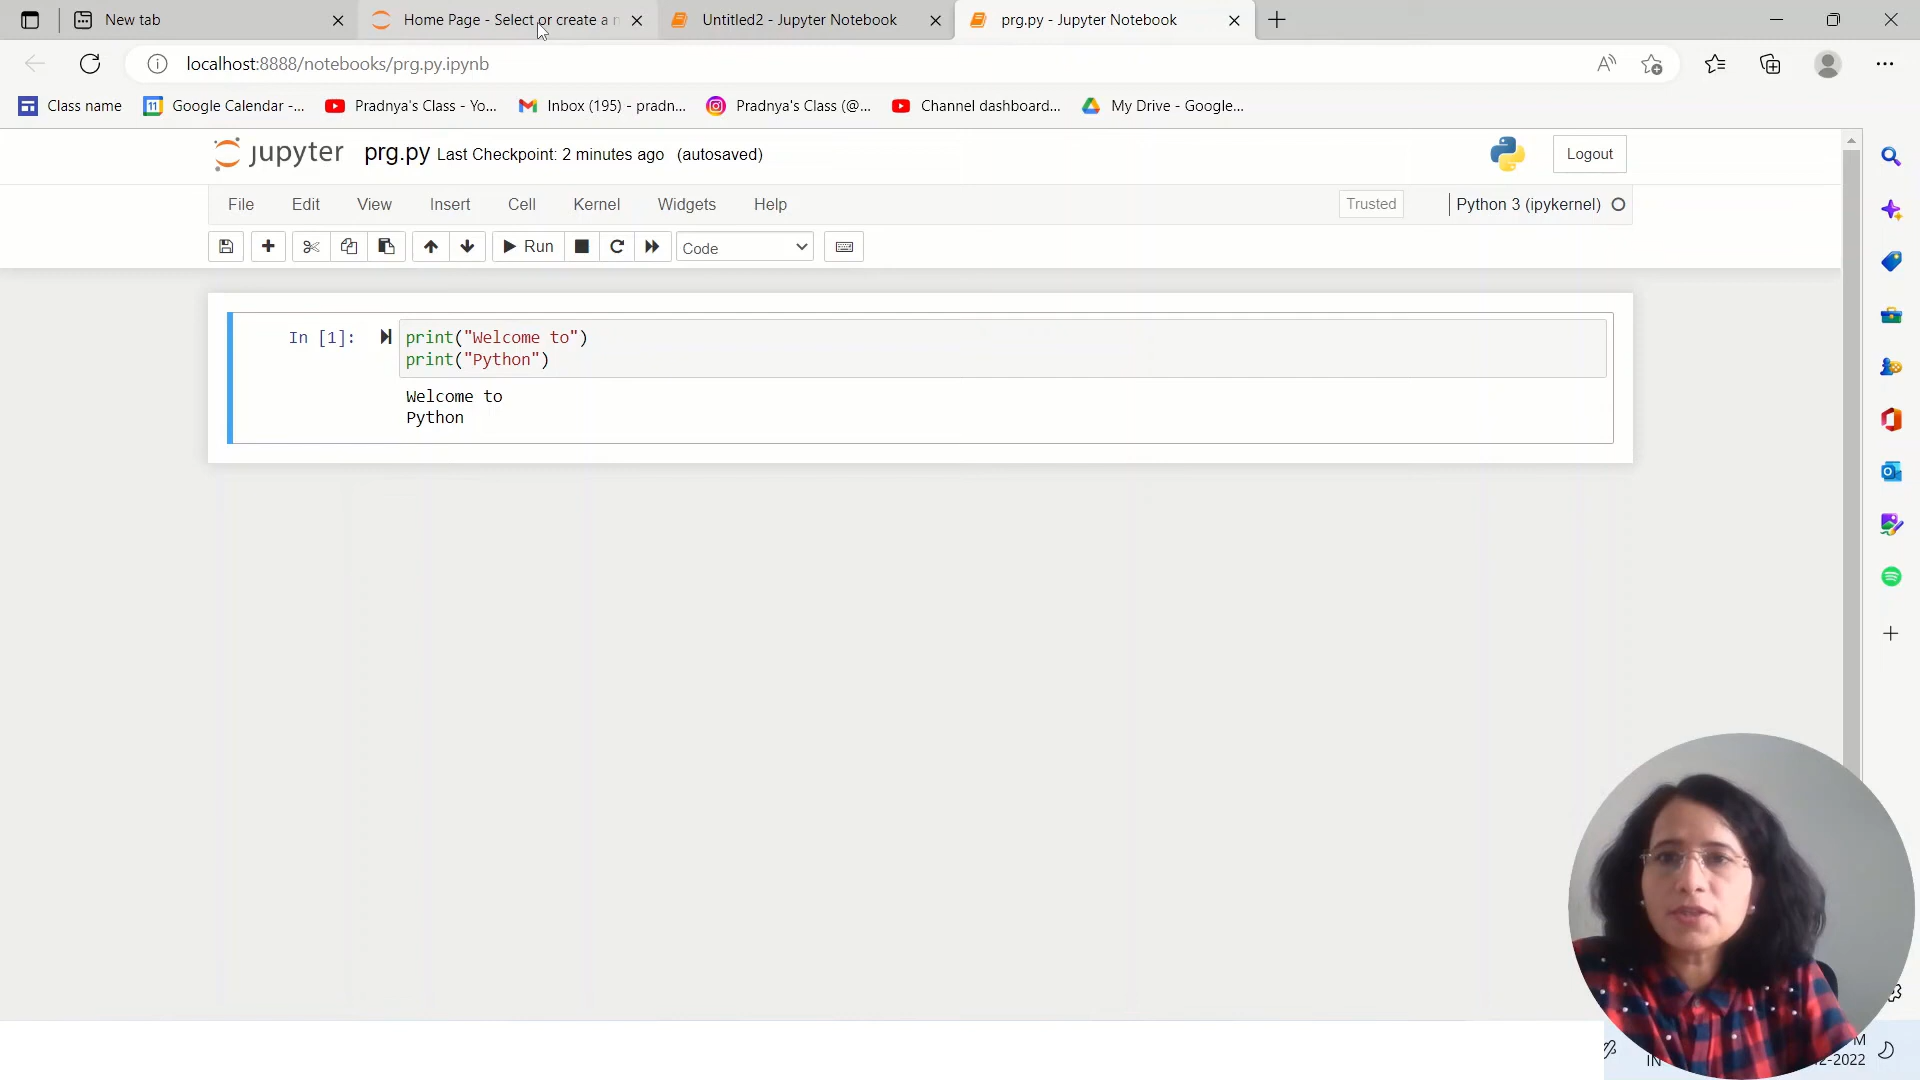 New tab
Home Page - Select or create a n
Untitled2 - Jupyter Notebook
prg.py - Jupyter Notebook
localhost:8888/notebooks/prg.py.ipynb
Class name
Google Calendar -...
Pradnya's Class - Yo...
Inbox (195) - pradn...
Pradnya's Class (@...
Channel dashboard...
My Drive - Google...
jupyter prg.py Last Checkpoint: 2 minutes ago (autosaved)
Logout
File Edit View Insert Cell Kernel Widgets Help
Trusted
Python 3 (ipykernel)
Run
Code
In [1]:
print("Welcome to")
print("Python")
Welcome to
Python
M
IN
2-2022